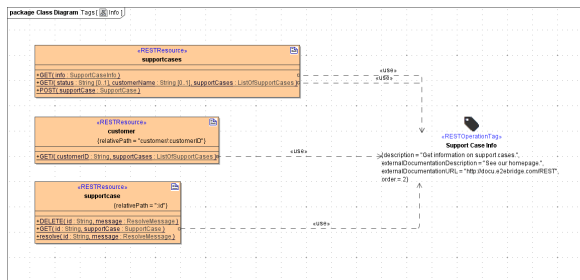 package Class Diagram Tags [ Info ]
«RESTResource»
supportcases
+GET( info : SupportCaseInfo )
+GET( status : String [0..1], customerName : String [0..1], supportCases : ListOfSupportCases )
+POST( supportCase : SupportCase )
«use»
«use»
«RESTResource»
customer
{relativePath = "customer/:customerID"}
+GET( customerID : String, supportCases : ListOfSupportCases )
«use»
«RESTOperationTag»
Support Case Info
{description = "Get information on support cases.",
externalDocumentationDescription = "See our homepage.",
externalDocumentationURL = "http://docu.e2ebridge.com/REST",
order = 2}
«RESTResource»
supportcase
{relativePath = ":id"}
+DELETE( id : String, message : ResolveMessage )
+GET( id : String, supportCase : SupportCase )
+resolve( id : String, message : ResolveMessage )
«use»